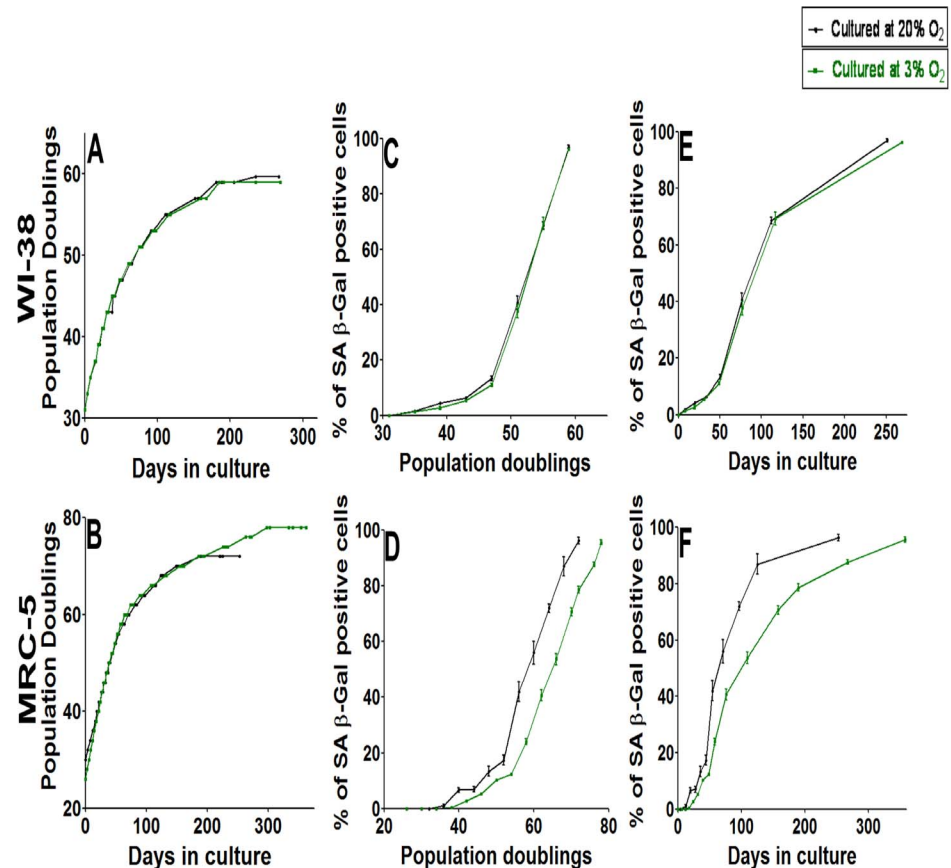 Cultured at 20% O2
Cultured at 3% O2
A
WI-38
Population Doublings
60
50
40
30
0
100
200
300
Days in culture
C
% of SA β-Gal positive cells
100
80
60
40
20
0
30
40
50
60
Population doublings
E
% of SA β-Gal positive cells
100
80
60
40
20
0
0
50
100
150
200
250
Days in culture
B
MRC-5
Population Doublings
80
60
40
20
0
100
200
300
Days in culture
D
% of SA β-Gal positive cells
100
80
60
40
20
0
20
40
60
80
Population doublings
F
% of SA β-Gal positive cells
100
80
60
40
20
0
0
100
200
300
Days in culture